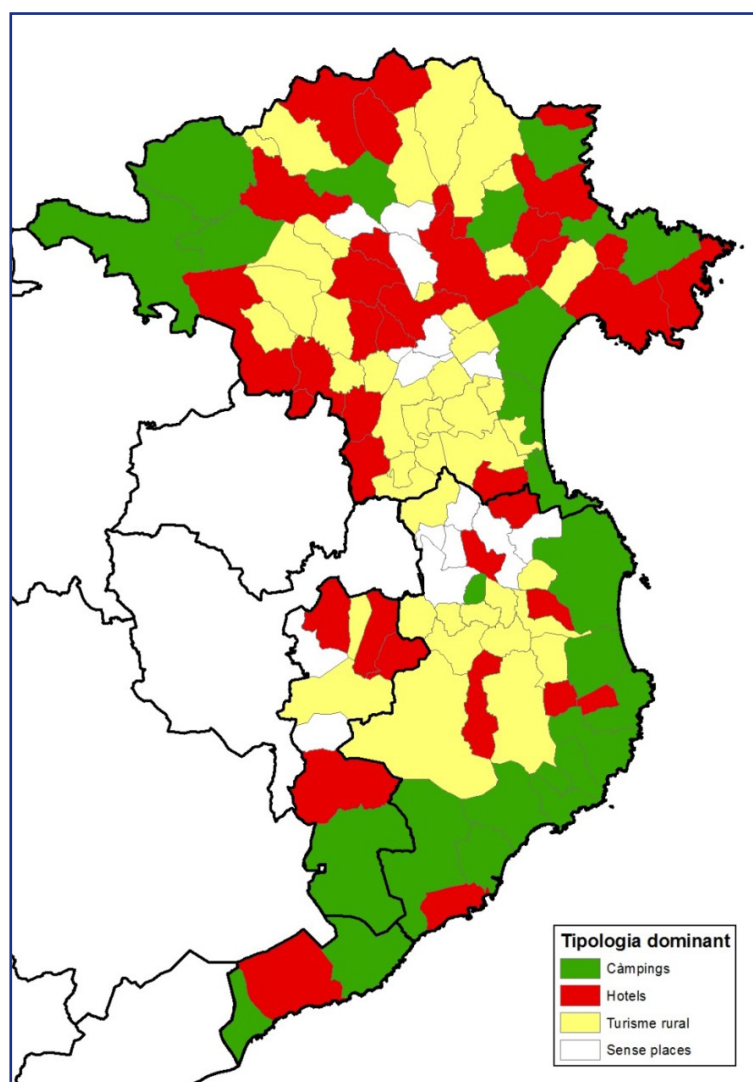 Tipologia dominant
Càmpings
Hotels
Turisme rural
Sense places